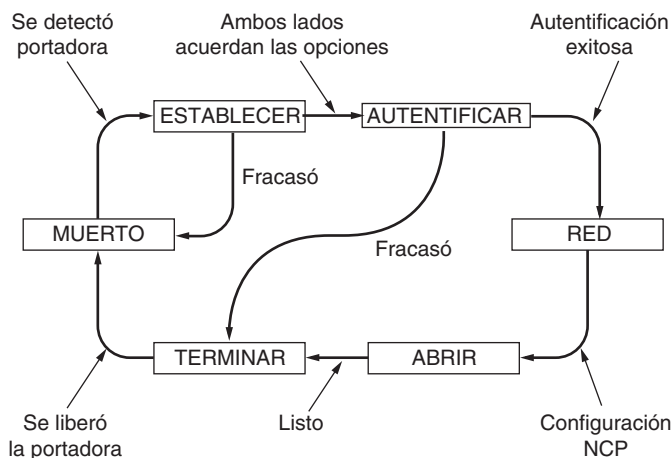 Se detectó
portadora
Ambos lados
acuerdan las opciones
Autentificación
exitosa
ESTABLECER
AUTENTIFICAR
Fracasó
MUERTO
Fracasó
RED
TERMINAR
ABRIR
Se liberó
la portadora
Listo
Configuración
NCP